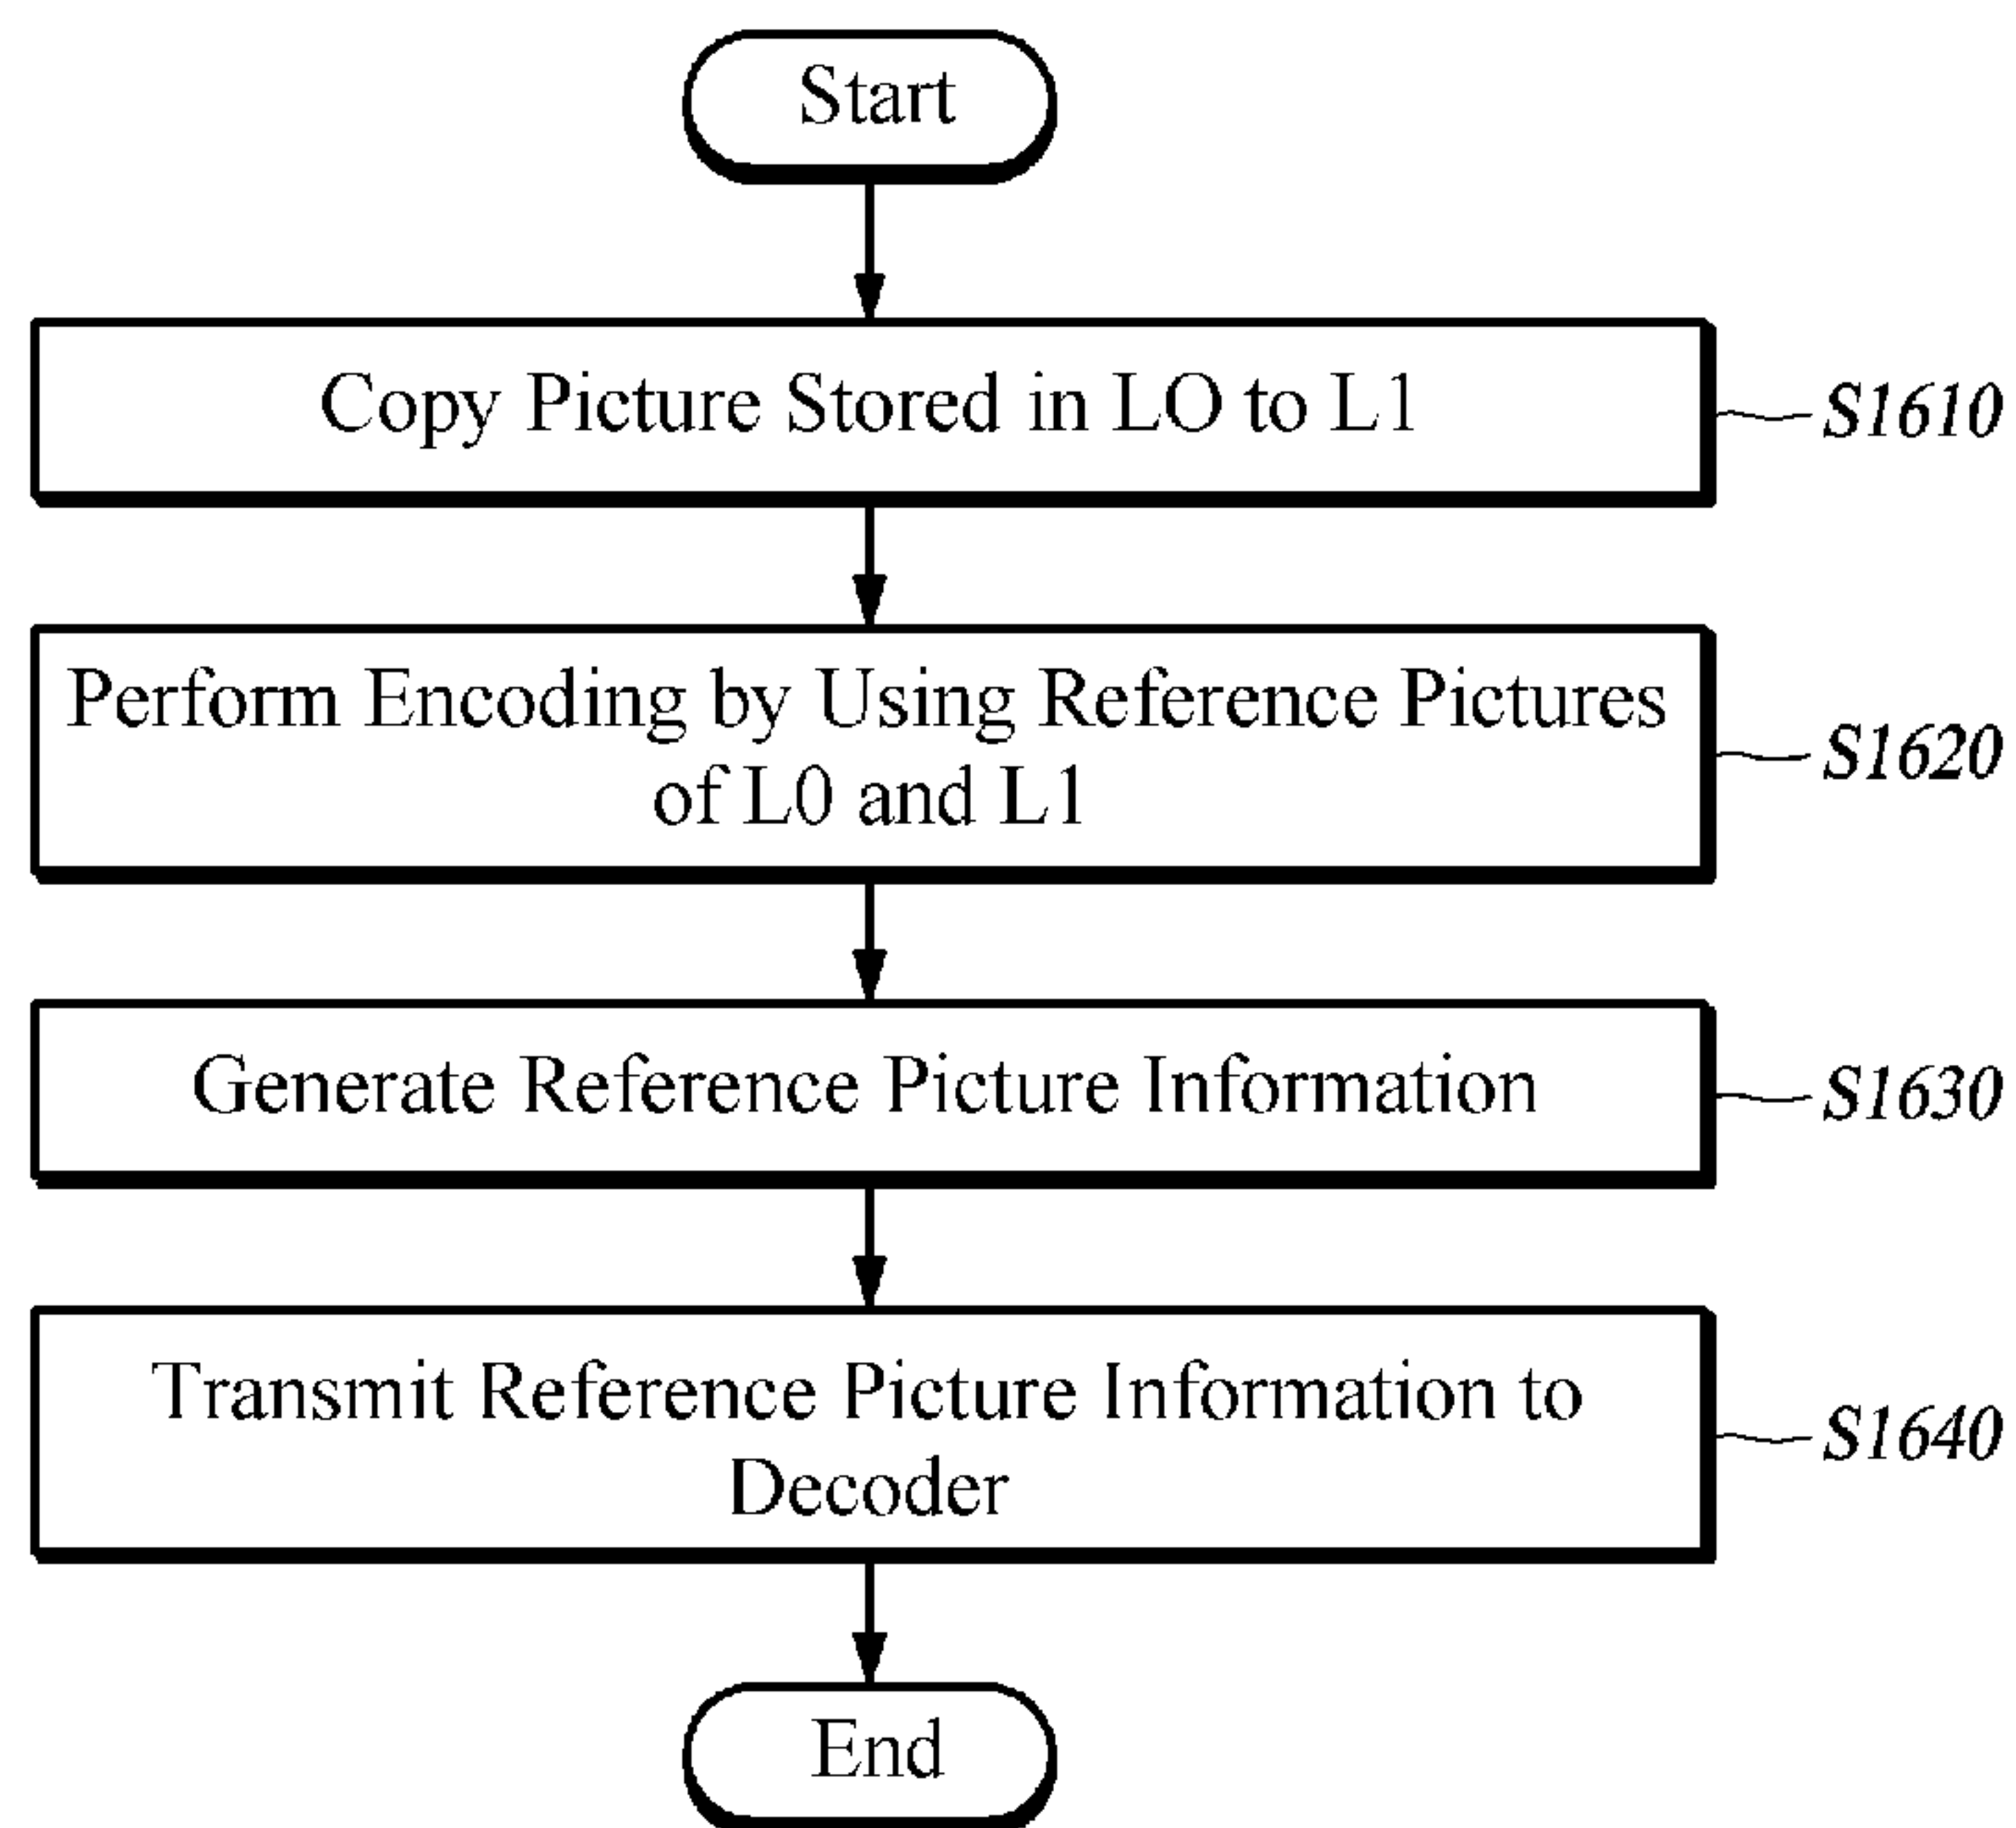 Start
Copy Picture Stored in LO to L1
S1610
Perform Encoding by Using Reference Pictures
of L0 and L1
S1620
Generate Reference Picture Information
S1630
Transmit Reference Picture Information to
Decoder
S1640
End